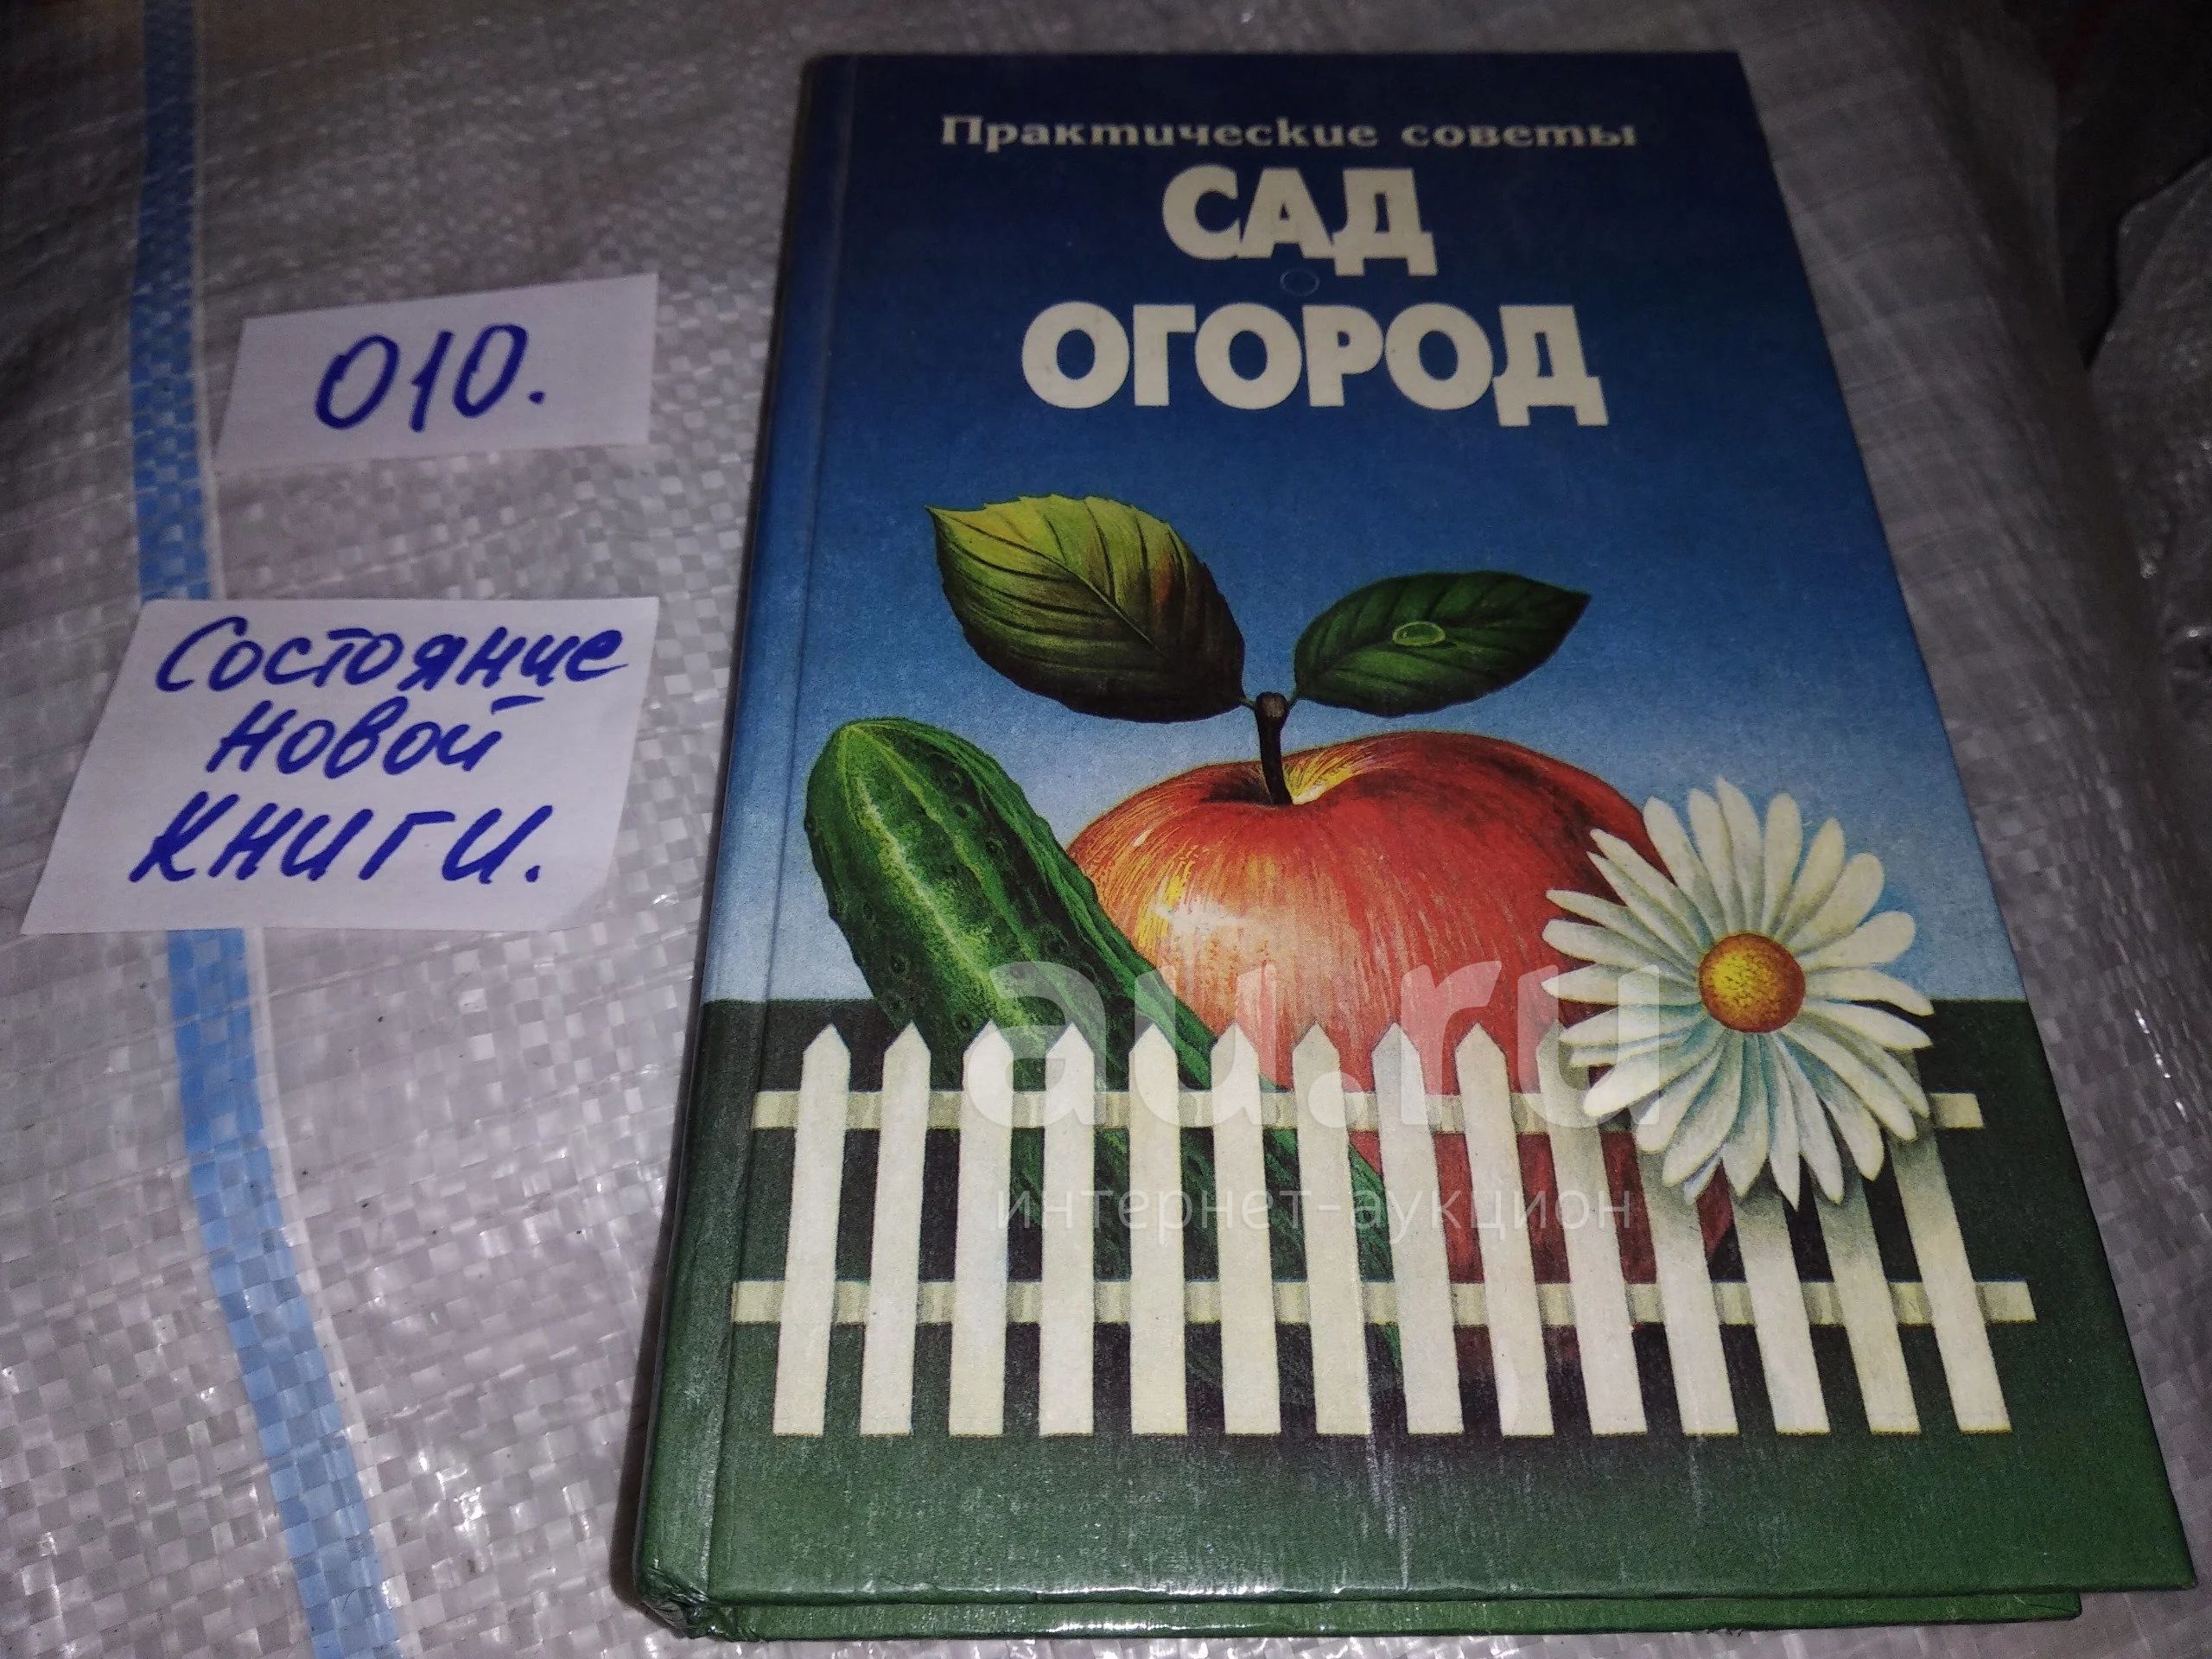 Практические советы
САД
ОГОРОД
010.
Состояние
новой
книги.
au.ru
интернет-аукцион